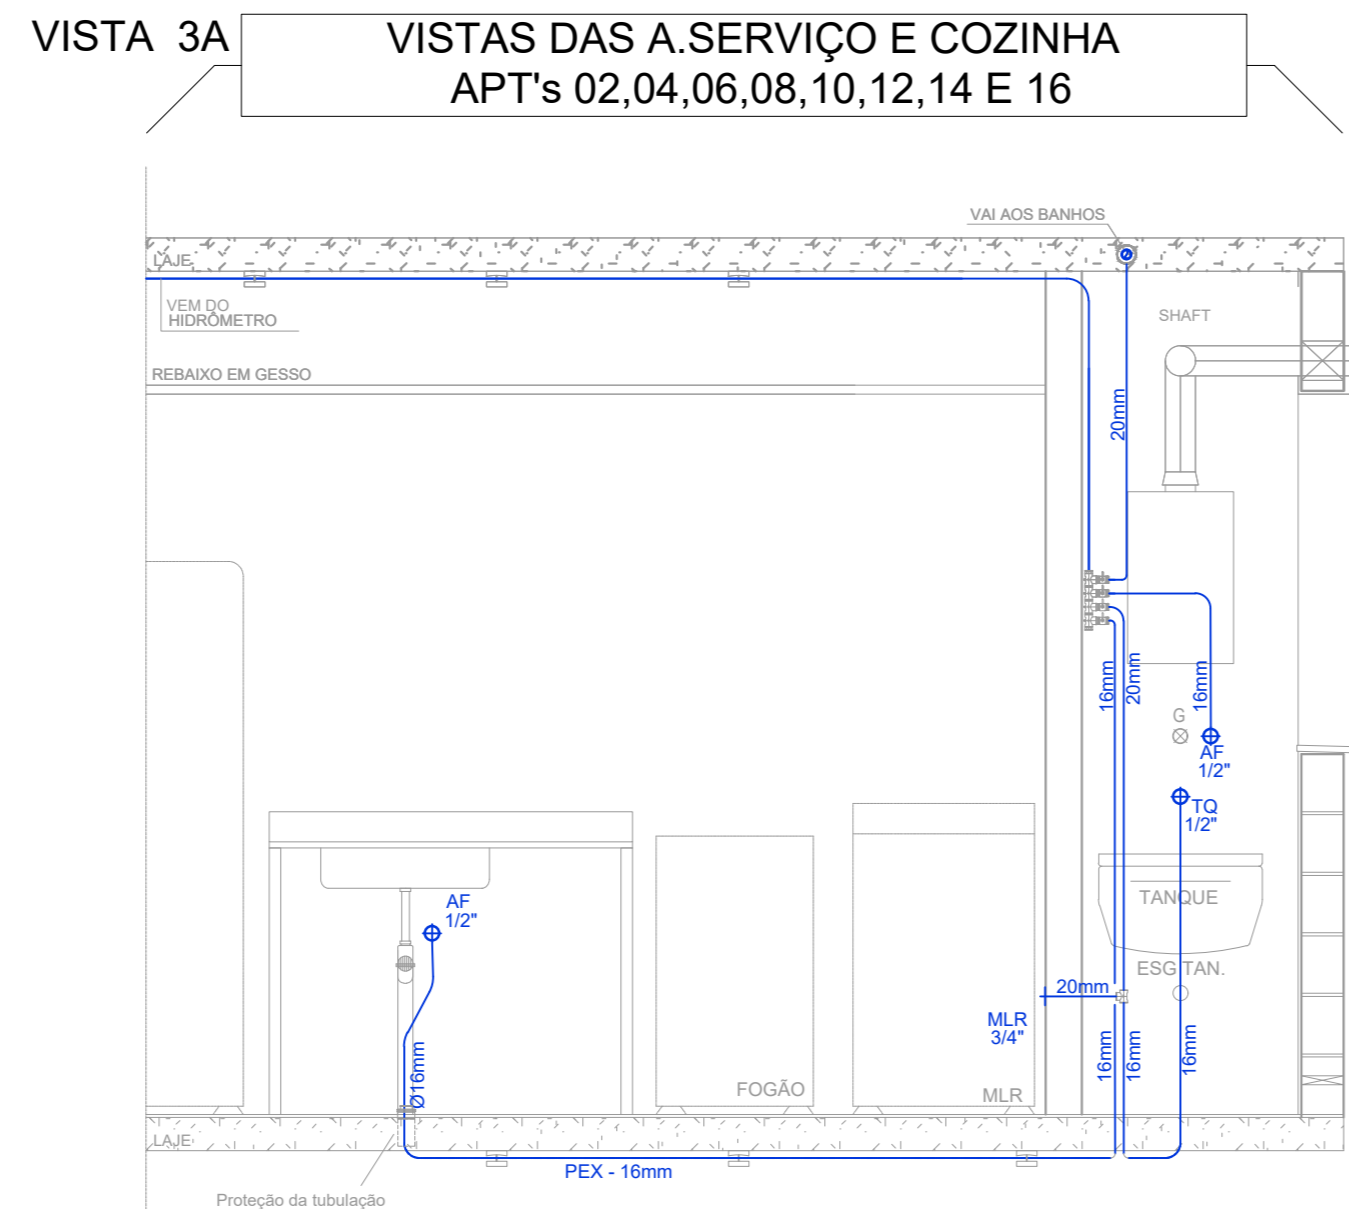 VISTA 3A
VISTAS DAS A.SERVIÇO E COZINHA
APT's 02,04,06,08,10,12,14 E 16
VAI AOS BANHOS
LAJE
VEM DO
HIDRÔMETRO
SHAFT
REBAIXO EM GESSO
20mm
16mm
20mm
16mm
G
AF
1/2"
TQ
1/2"
TANQUE
AF
1/2"
ESG TAN.
20mm
MLR
3/4"
Ø16mm
16mm
16mm
16mm
FOGÃO
MLR
LAJE
PEX - 16mm
Proteção da tubulação